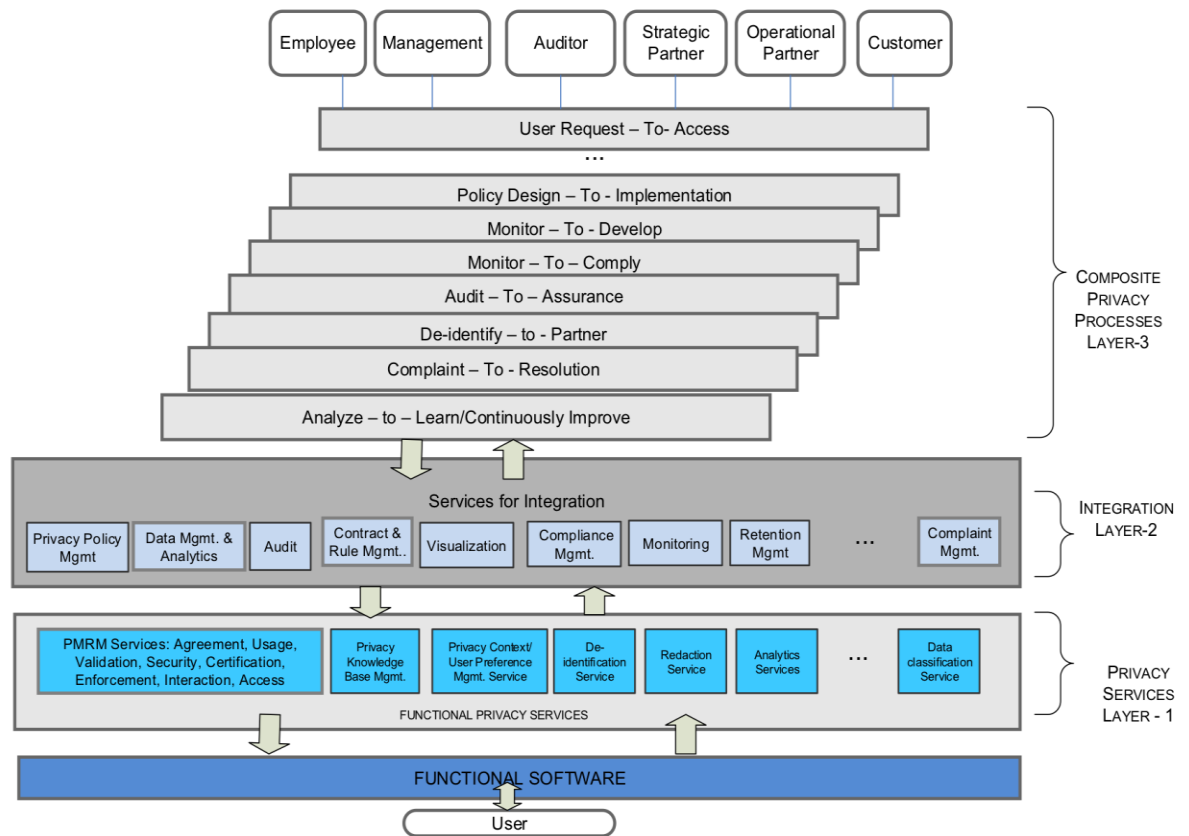 Employee
Management
Auditor
Strategic
Partner
Operational
Partner
Customer
User Request – To- Access
...
Policy Design – To - Implementation
Monitor – To - Develop
Monitor – To – Comply
Audit – To – Assurance
De-identify – to - Partner
Complaint – To - Resolution
Analyze – to – Learn/Continuously Improve
COMPOSITE
PRIVACY
PROCESSES
LAYER-3
Services for Integration
Privacy Policy
Mgmt
Data Mgmt. &
Analytics
Audit
Contract &
Rule Mgmt..
Visualization
Compliance
Mgmt.
Monitoring
Retention
Mgmt
...
Complaint
Mgmt.
INTEGRATION
LAYER-2
PMRM Services: Agreement, Usage,
Validation, Security, Certification,
Enforcement, Interaction, Access
Privacy
Knowledge
Base Mgmt.
Privacy Context/
User Preference
Mgmt. Service
De-
identification
Service
Redaction
Service
Analytics
Services
...
Data
classification
Service
FUNCTIONAL PRIVACY SERVICES
PRIVACY
SERVICES
LAYER - 1
FUNCTIONAL SOFTWARE
User